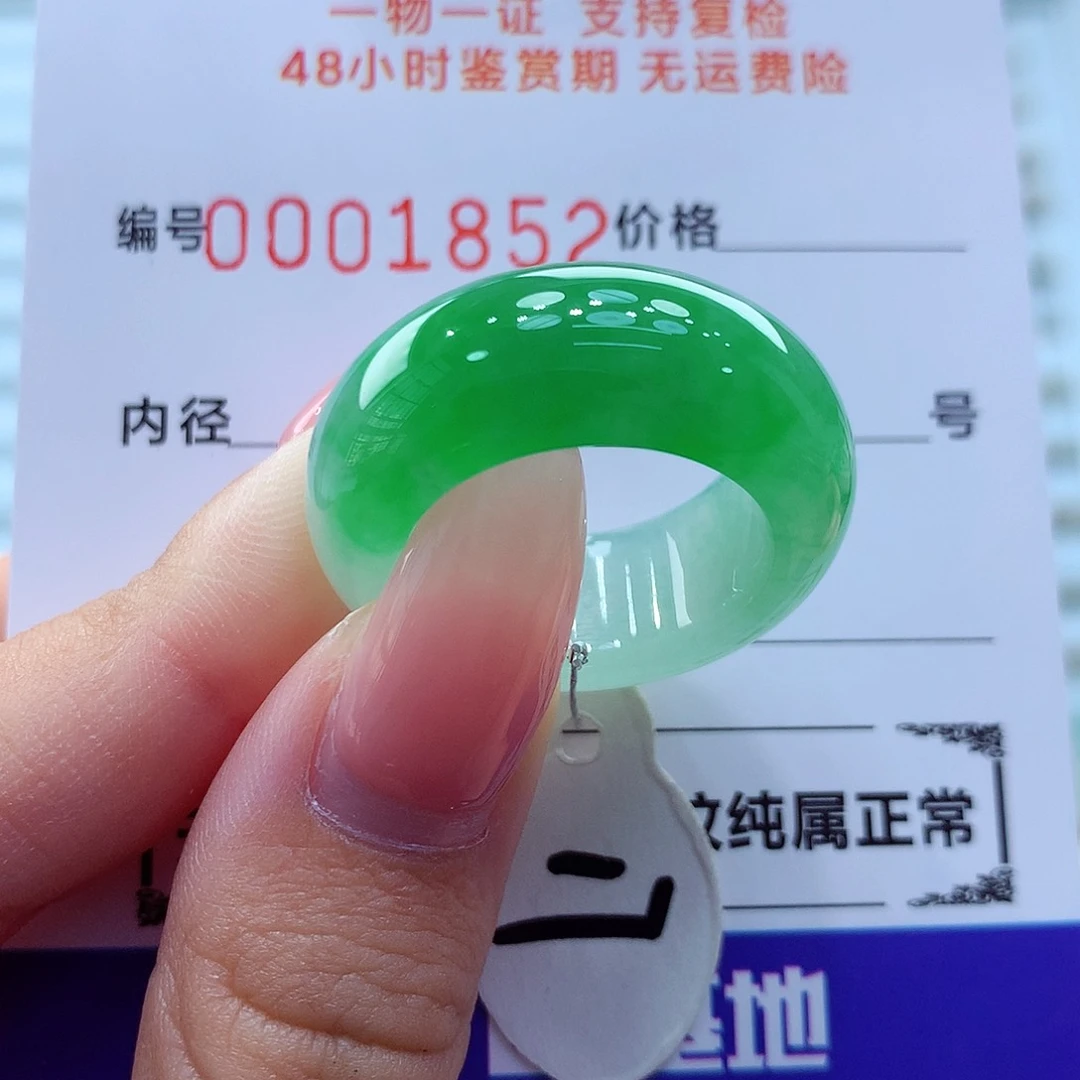 一物一证 支持复检
48小时鉴赏期 无运费险
编号0001852价格
内径 号
纹纯属正常
基地